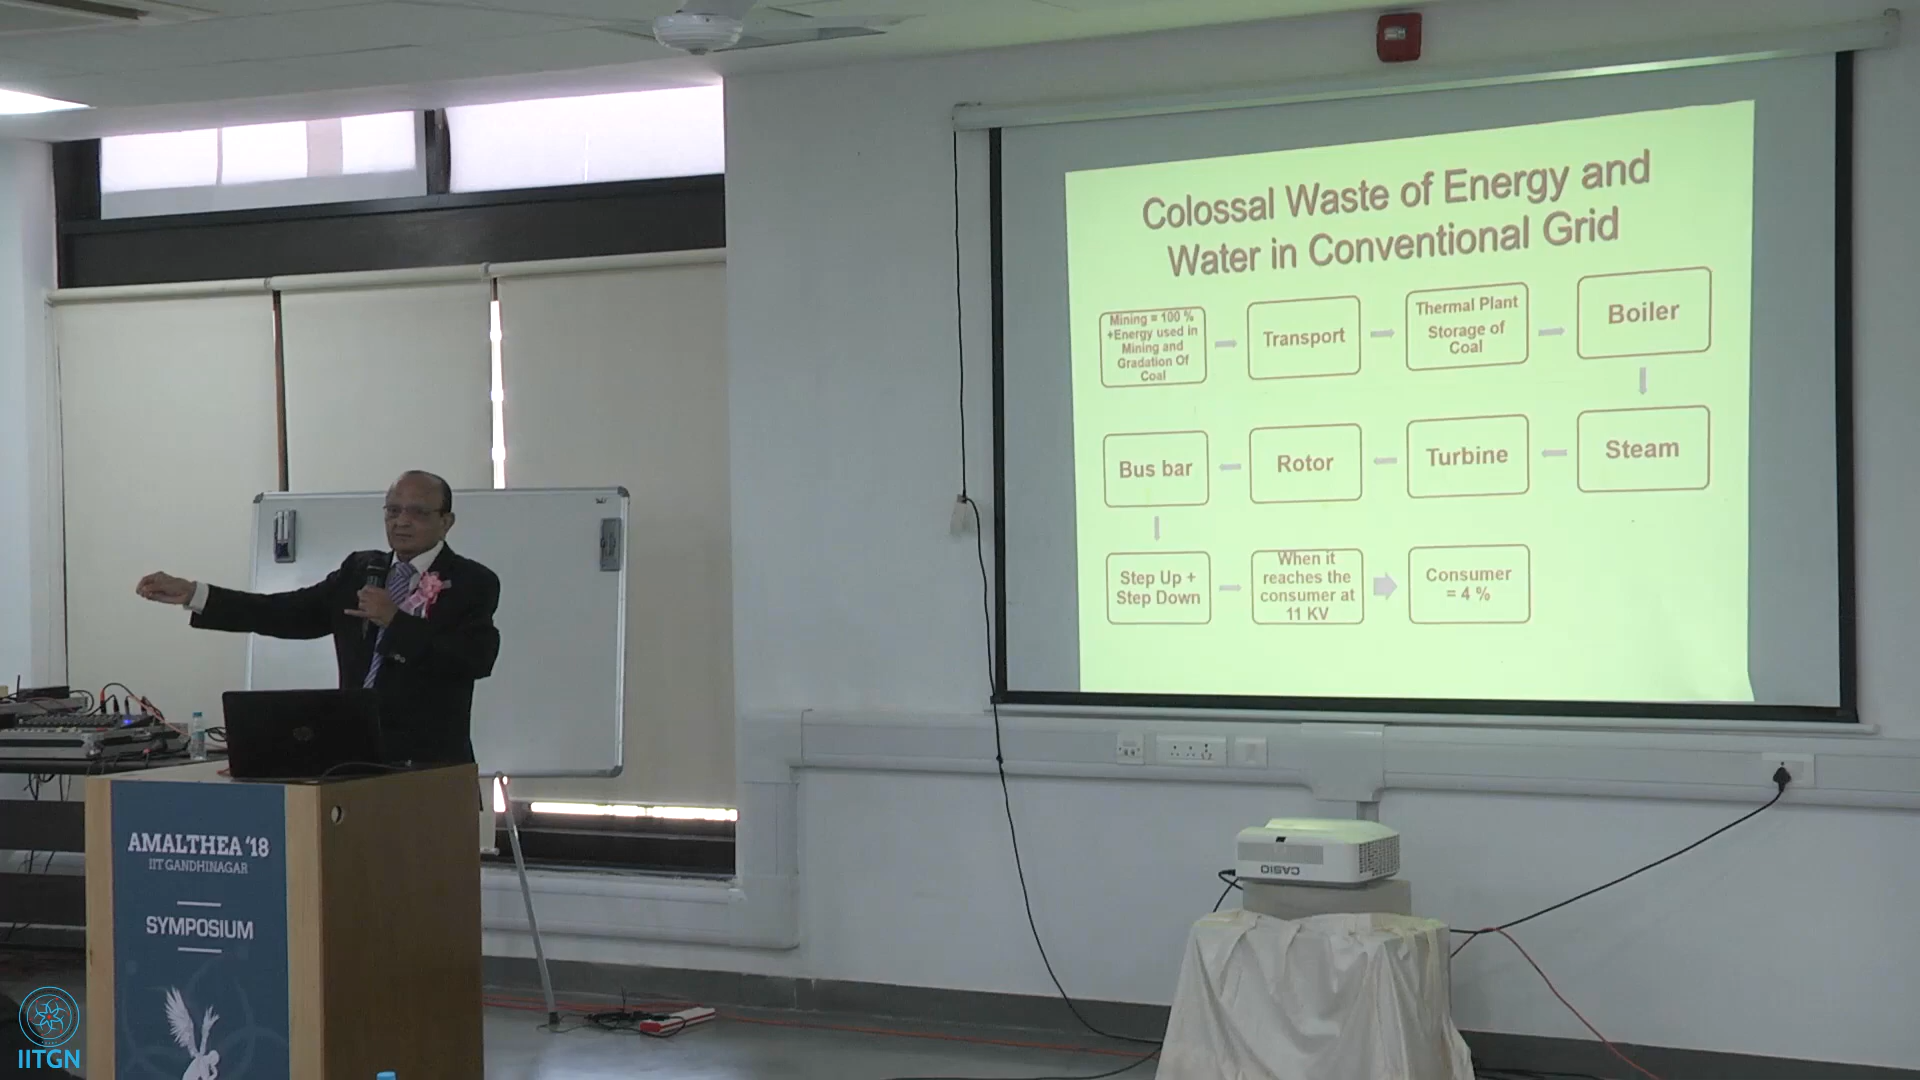 Colossal Waste of Energy and
Water in Conventional Grid
Mining = 100 %
+Energy used in
Mining and
Gradation Of
Coal
Transport
Thermal Plant
Storage of
Coal
Boiler
Bus bar
Rotor
Turbine
Steam
Step Up +
Step Down
When it
reaches the
consumer at
11 KV
Consumer
= 4 %
AMALTHEA '18
IIT GANDHINAGAR
SYMPOSIUM
CASIO
IITGN